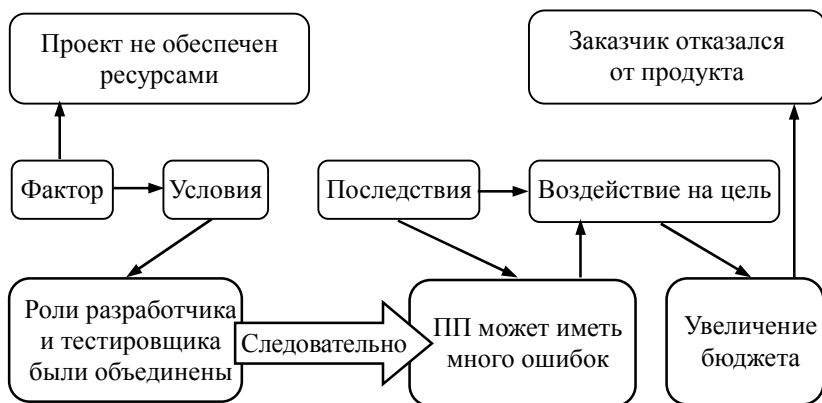 Проект не обеспечен
ресурсами
Заказчик отказался
от продукта
Фактор
Условия
Последствия
Воздействие на цель
Роли разработчика
и тестировщика
были объединены
Следовательно
ПП может иметь
много ошибок
Увеличение
бюджета